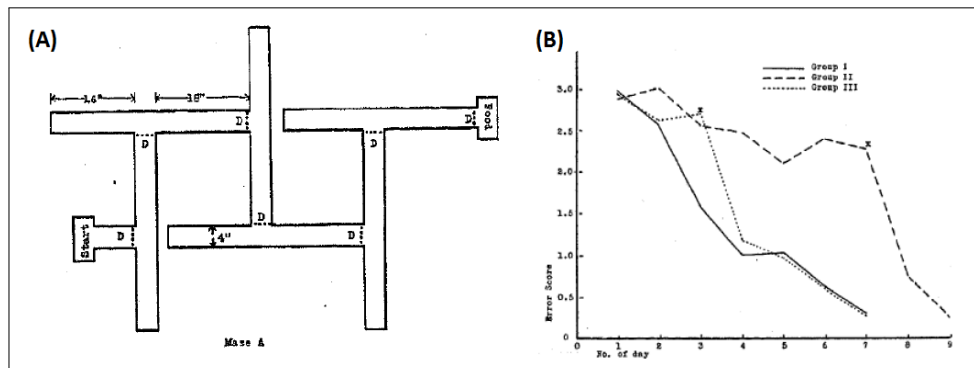 (A)
16"
18"
D
D
D
Food
D
D
Start
D
4"
D
D
Maze A
(B)
Group I
Group II
Group III
3.0
2.5
2.0
1.5
1.0
0.5
0
Error Score
x
x
0 1 2 3 4 5 6 7 8 9
No. of day